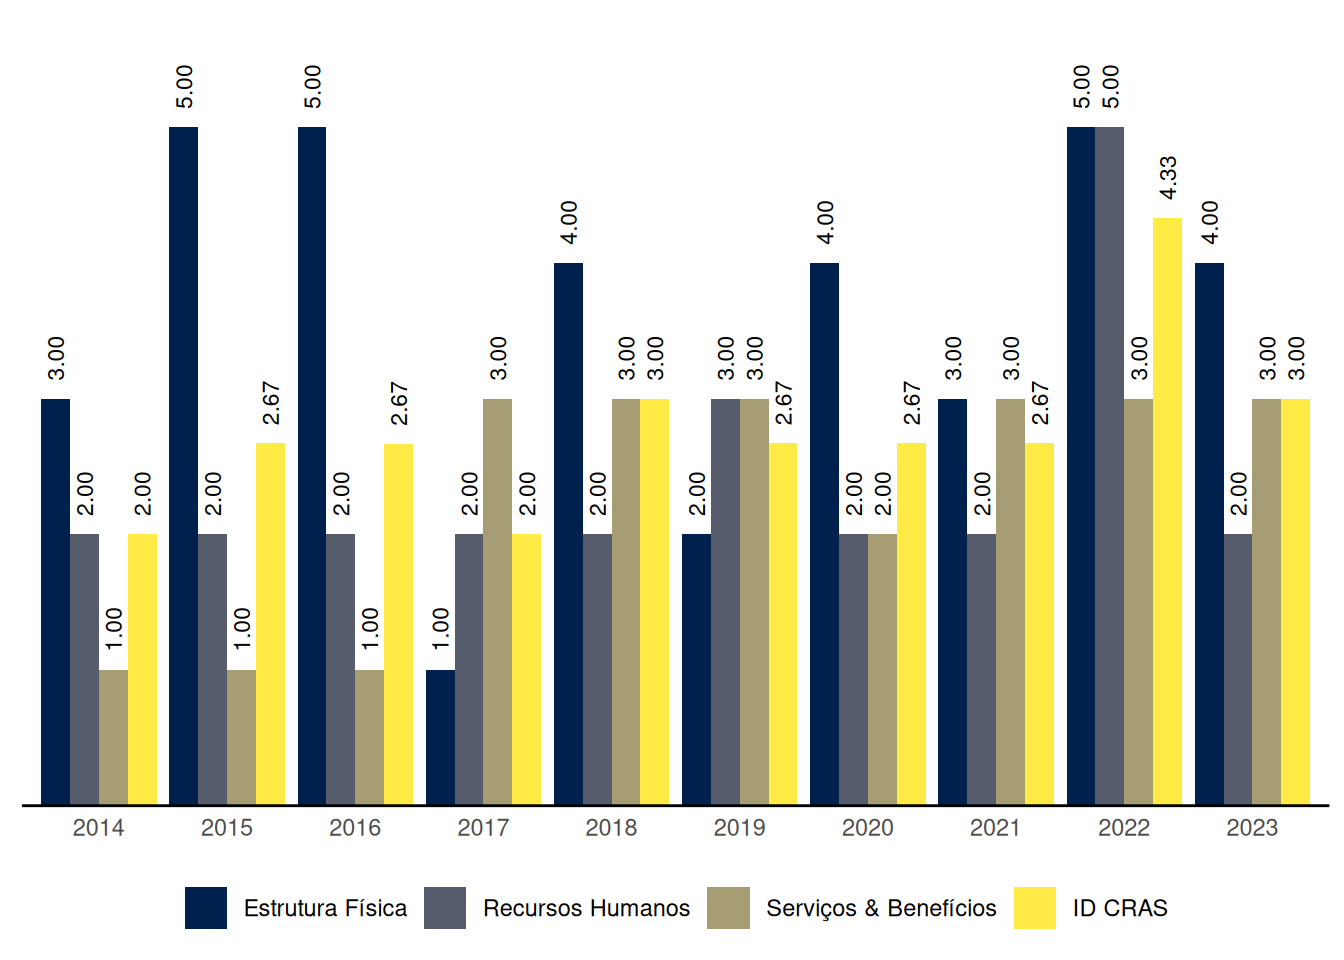 5.00 5.00 5.00 5.00
4.33
4.00 4.00 4.00
3.00 3.00 3.00 3.00 3.00 3.00 3.00 3.00 3.00 3.00 3.00
2.67 2.67 2.67 2.67 2.67
2.00 2.00 2.00 2.00 2.00 2.00 2.00 2.00 2.00 2.00 2.00 2.00
1.00 1.00 1.00 1.00
2014 2015 2016 2017 2018 2019 2020 2021 2022 2023
Estrutura Física Recursos Humanos Serviços & Benefícios ID CRAS